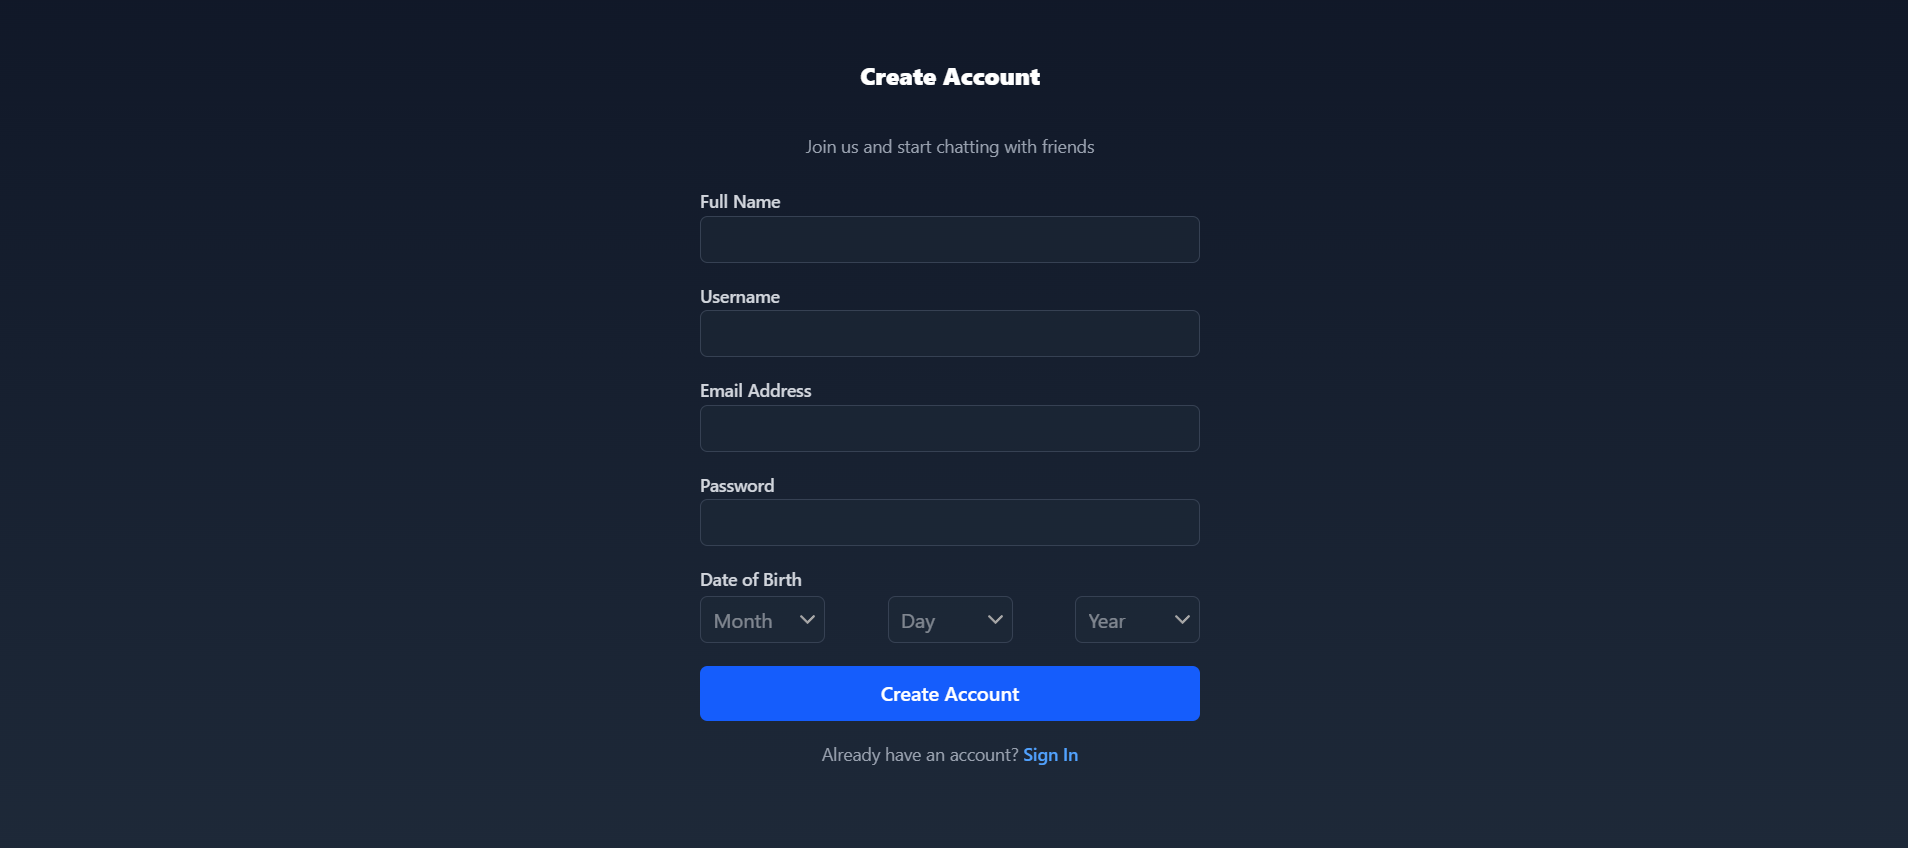 Create Account
Join us and start chatting with friends
Full Name
Username
Email Address
Password
Date of Birth
Month Day Year
Create Account
Already have an account? Sign In